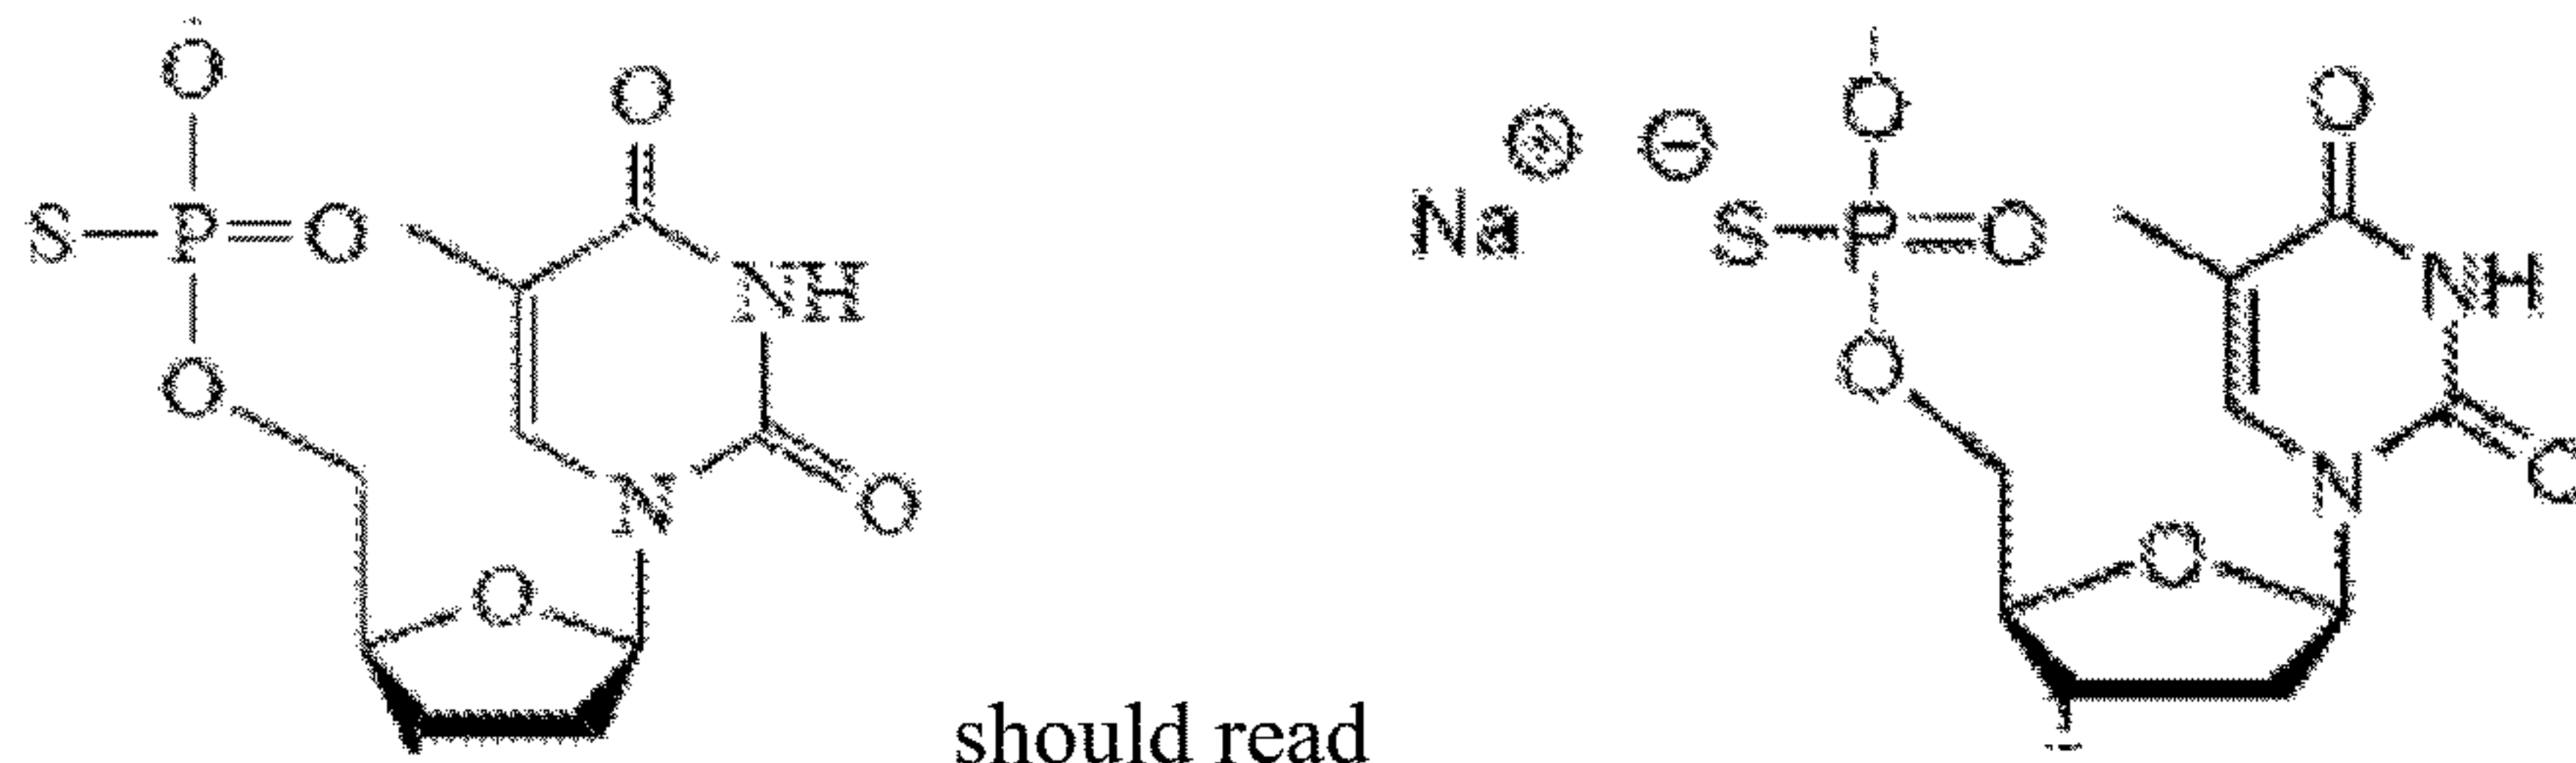 O O
O O
Na ⊕ ⊖
S P O S P O
NH NH
O O
N O N O
O O
should read